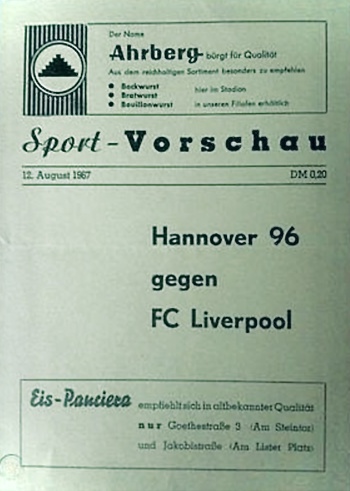 Der Name
Ahrberg bürgt für Qualität
Aus dem reichhaltigen Sortiment besonders zu empfehlen
● Bockwurst
● Bratwurst hier im Stadion
● Bouillonwurst in unseren Filialen erhältlich
Sport-Vorschau
12. August 1967 DM 0,20
Hannover 96
gegen
FC Liverpool
Eis-Panciera empfiehlt sich in altbekannter Qualität
nur Goethestraße 3 (Am Steintor)
und Jakobistraße (Am Lister Platz)